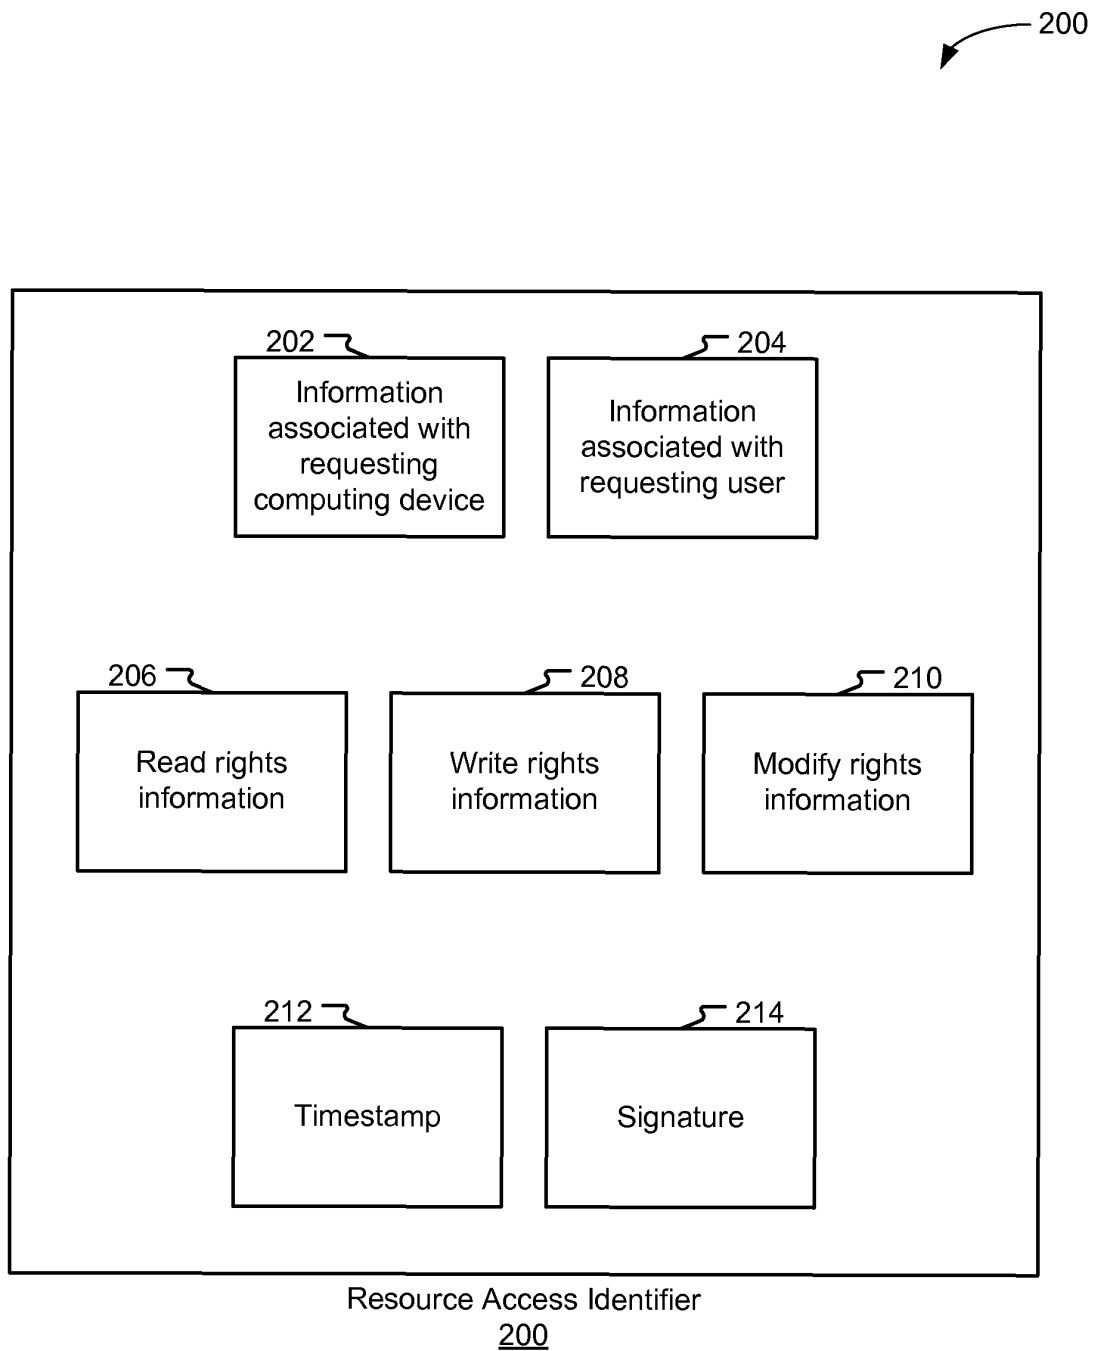 200
202
204
Information
associated with
requesting
computing device
Information
associated with
requesting user
206
208
210
Read rights
information
Write rights
information
Modify rights
information
212
214
Timestamp
Signature
Resource Access Identifier
200